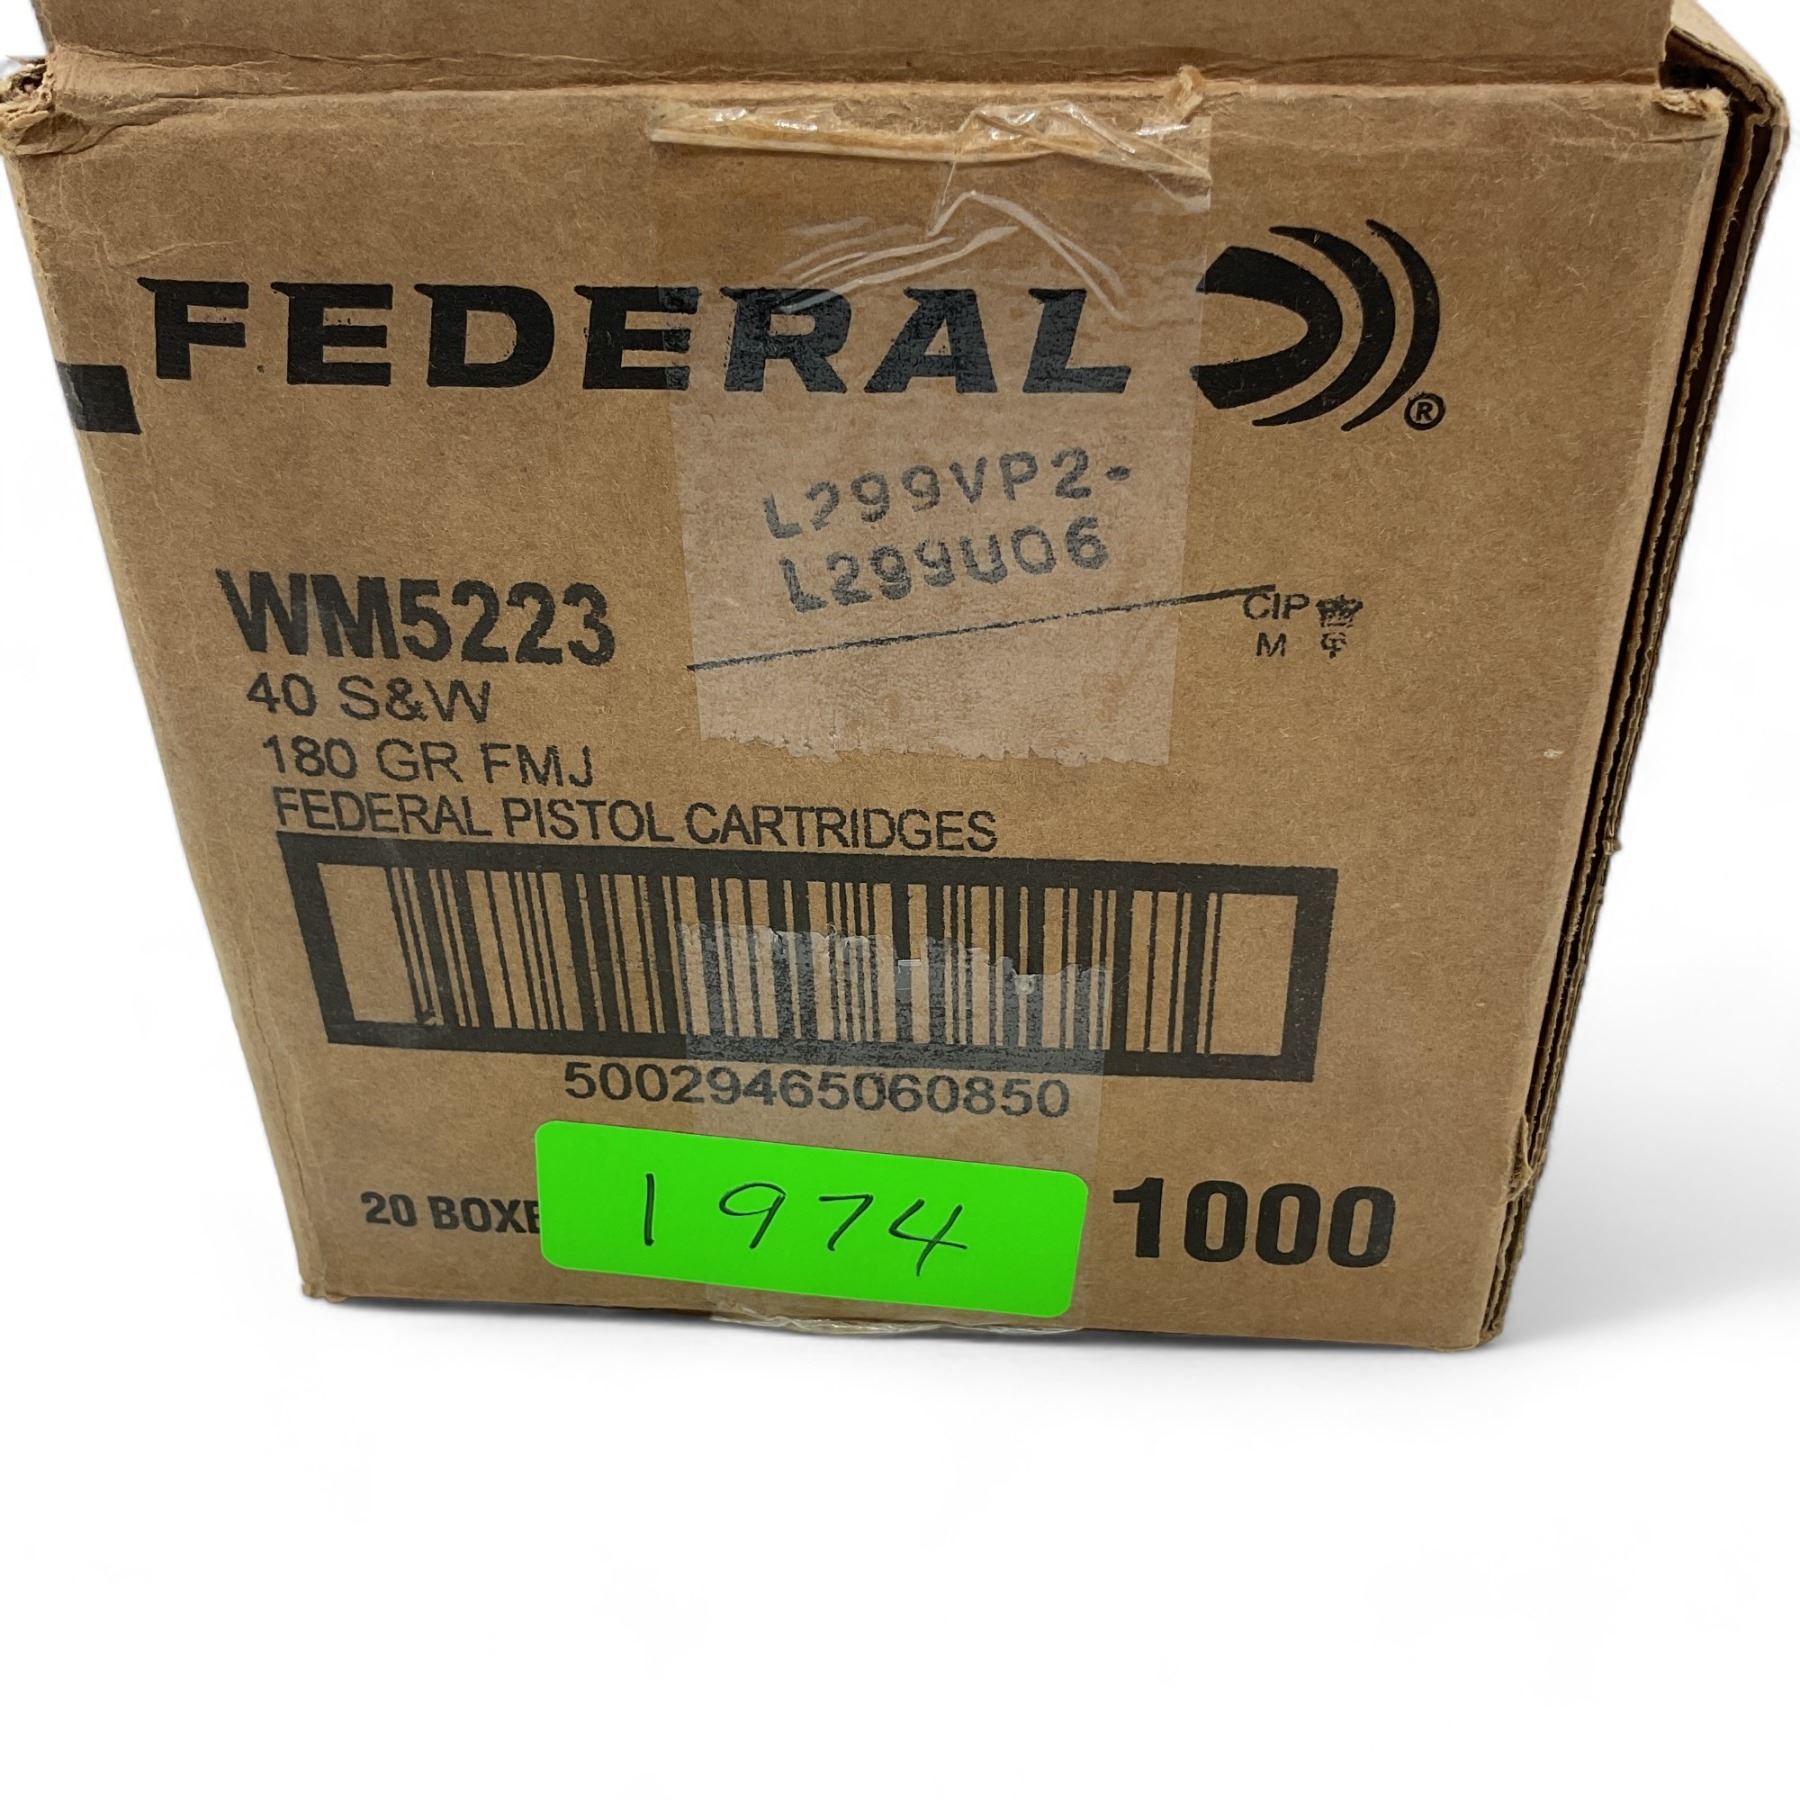 FEDERAL ®
L299VP2-
L299U06
WM5223
CIP
M
40 S&W
180 GR FMJ
FEDERAL PISTOL CARTRIDGES
50029465060850
20 BOXE
1974
1000